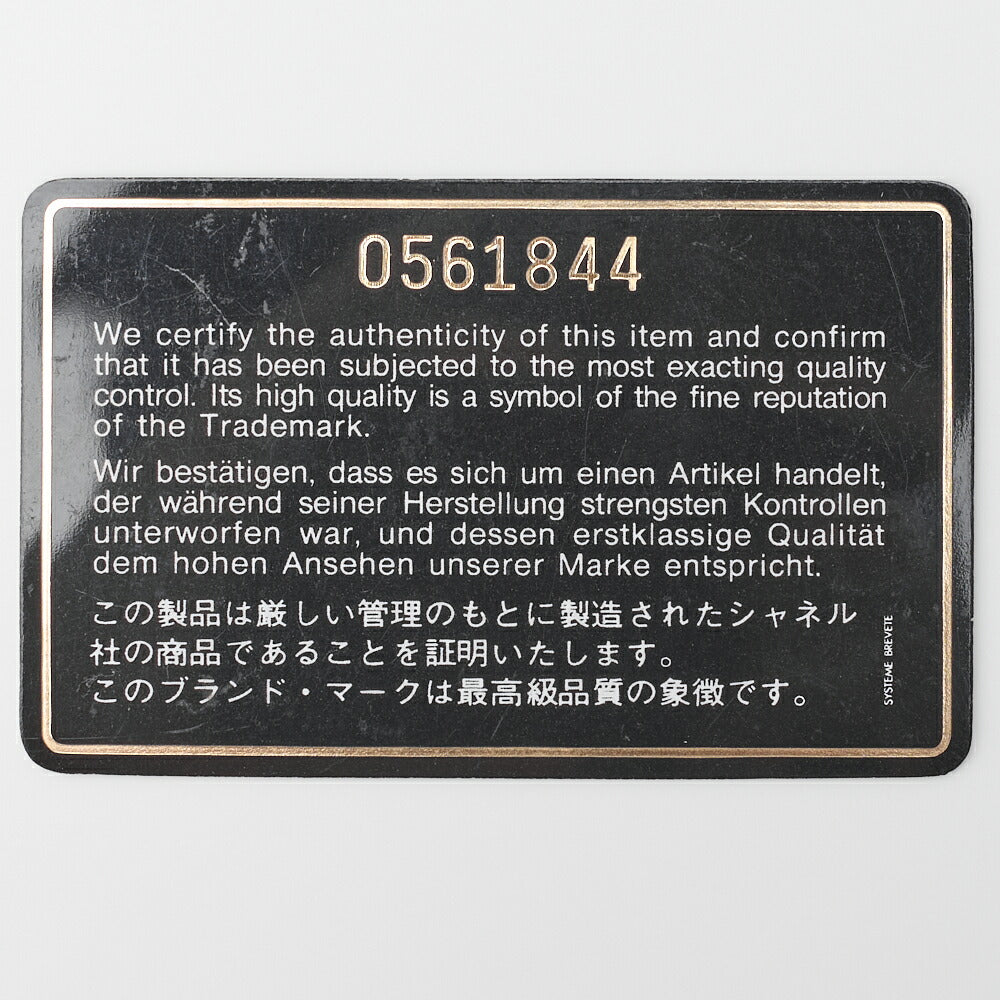 0561844
We certify the authenticity of this item and confirm
that it has been subjected to the most exacting quality
control. Its high quality is a symbol of the fine reputation
of the Trademark.
Wir bestätigen, dass es sich um einen Artikel handelt,
der während seiner Herstellung strengsten Kontrollen
unterworfen war, und dessen erstklassige Qualität
dem hohen Ansehen unserer Marke entspricht.
この製品は厳しい管理のもとに製造されたシャネル
社の商品であることを証明いたします。
このブランド・マークは最高級品質の象徴です。
SYSTEME BREVETE